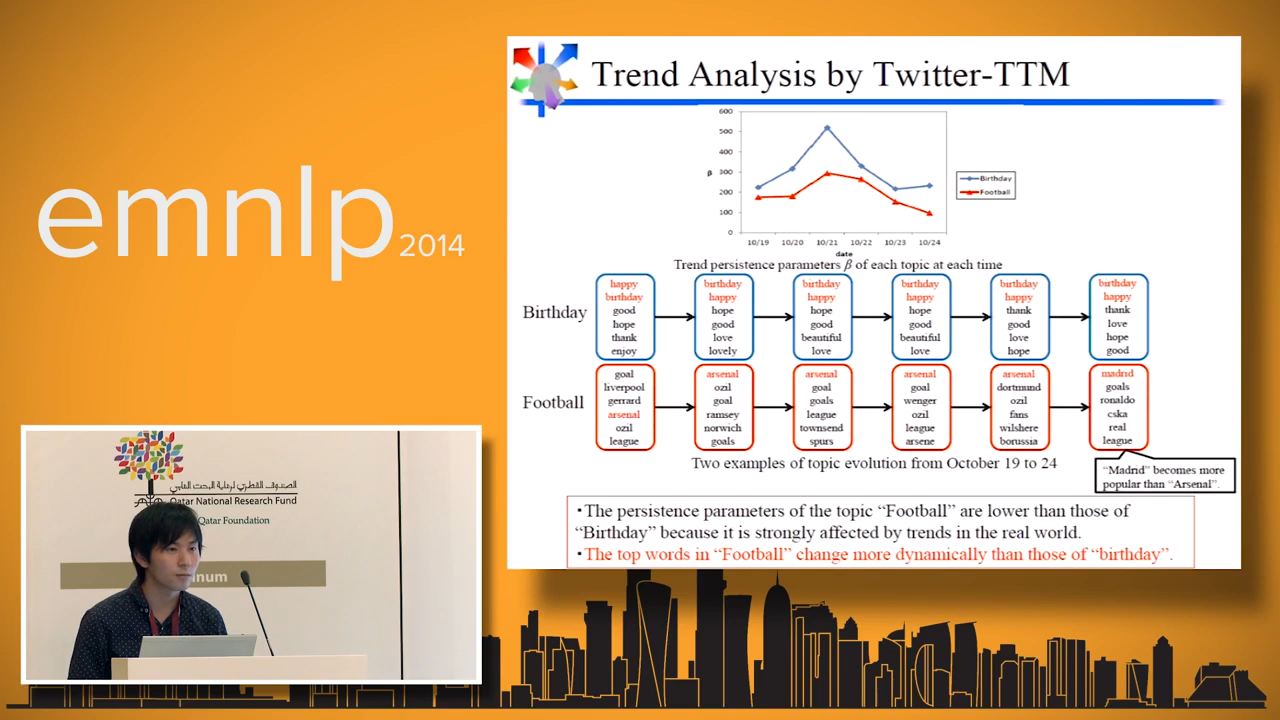 emnlp 2014
Trend Analysis by Twitter-TTM
600
500
400
300
200
100
0
β
10/19 10/20 10/21 10/22 10/23 10/24
date
Birthday
Football
Trend persistence parameters β of each topic at each time
Birthday
happy
birthday
good
hope
thank
enjoy
birthday
happy
hope
good
love
lovely
birthday
happy
hope
good
beautiful
love
birthday
happy
hope
good
beautiful
love
birthday
happy
thank
good
love
hope
birthday
happy
thank
love
hope
good
Football
goal
liverpool
gerrard
arsenal
ozil
league
arsenal
ozil
goal
ramsey
norwich
goals
arsenal
goal
goals
league
townsend
spurs
arsenal
goal
wenger
ozil
league
arsene
arsenal
dortmund
ozil
fans
wilshere
borussia
madrid
goals
ronaldo
cska
real
league
Two examples of topic evolution from October 19 to 24
“Madrid” becomes more
popular than “Arsenal”.
・The persistence parameters of the topic “Football” are lower than those of
“Birthday” because it is strongly affected by trends in the real world.
・The top words in “Football” change more dynamically than those of “birthday”.
الصندوق القطري لرعاية البحث العلمي
Qatar National Research Fund
Qatar Foundation